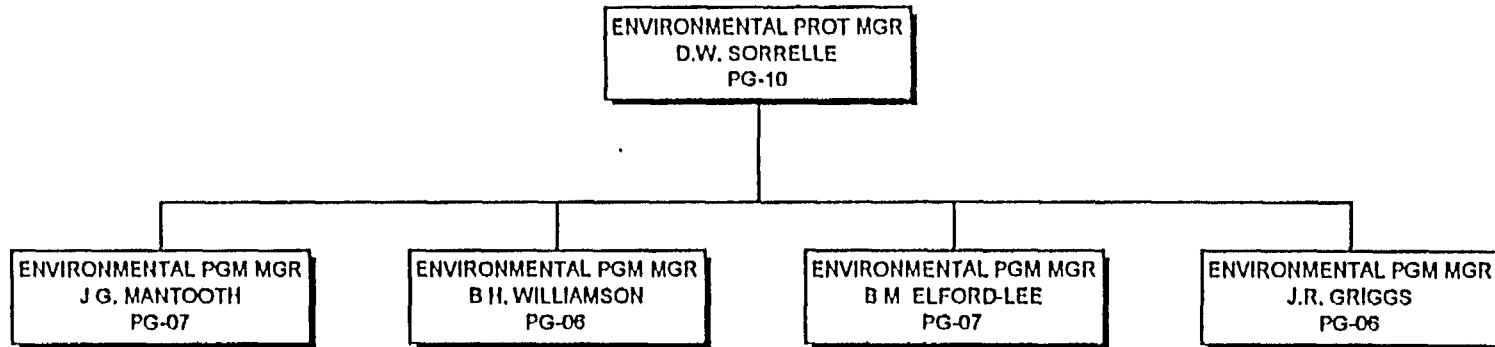 ENVIRONMENTAL PROT MGR
D.W. SORRELLE
PG-10
ENVIRONMENTAL PGM MGR
J G. MANTOOTH
PG-07
ENVIRONMENTAL PGM MGR
B H. WILLIAMSON
PG-06
ENVIRONMENTAL PGM MGR
B M ELFORD-LEE
PG-07
ENVIRONMENTAL PGM MGR
J.R. GRIGGS
PG-06